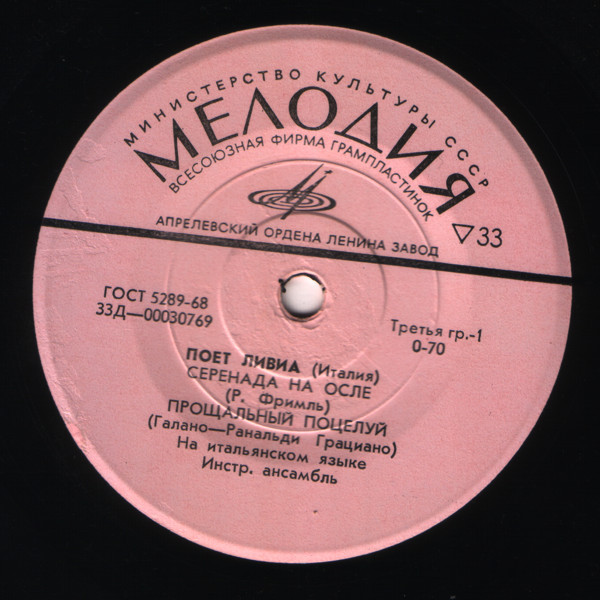 МИНИСТЕРСТВО КУЛЬТУРЫ СССР
МЕЛОДИЯ
ВСЕСОЮЗНАЯ ФИРМА ГРАМПЛАСТИНОК
АПРЕЛЕВСКИЙ ОРДЕНА ЛЕНИНА ЗАВОД
▽33
ГОСТ 5289-68
33Д—00030769
Третья гр.-1
0-70
ПОЕТ ЛИВИА (Италия)
СЕРЕНАДА НА ОСЛЕ
(Р. Фримль)
ПРОЩАЛЬНЫЙ ПОЦЕЛУЙ
(Галано—Ранальди Грациано)
На итальянском языке
Инстр. ансамбль